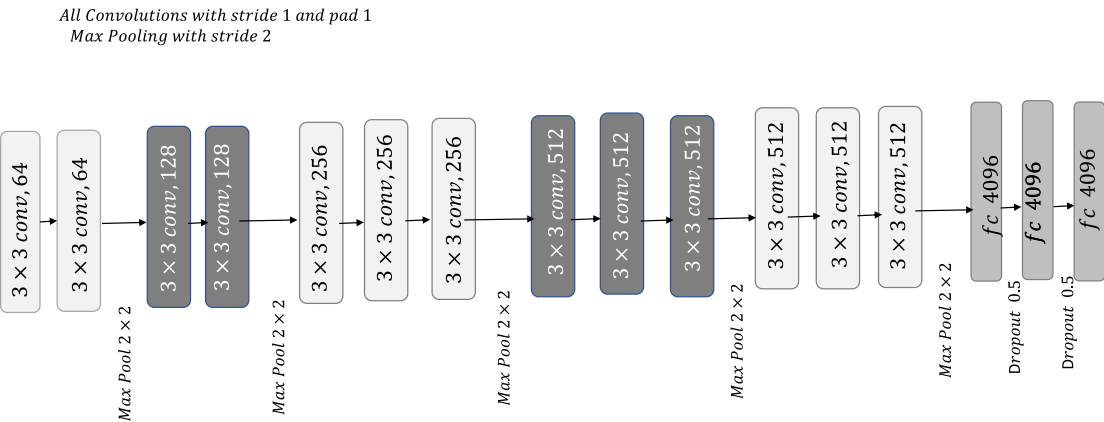 All Convolutions with stride 1 and pad 1
Max Pooling with stride 2
3 × 3 conv, 64
3 × 3 conv, 64
Max Pool 2 × 2
3 × 3 conv, 128
3 × 3 conv, 128
Max Pool 2 × 2
3 × 3 conv, 256
3 × 3 conv, 256
3 × 3 conv, 256
Max Pool 2 × 2
3 × 3 conv, 512
3 × 3 conv, 512
3 × 3 conv, 512
Max Pool 2 × 2
3 × 3 conv, 512
3 × 3 conv, 512
3 × 3 conv, 512
Max Pool 2 × 2
fc 4096
Dropout 0.5
fc 4096
Dropout 0.5
fc 4096